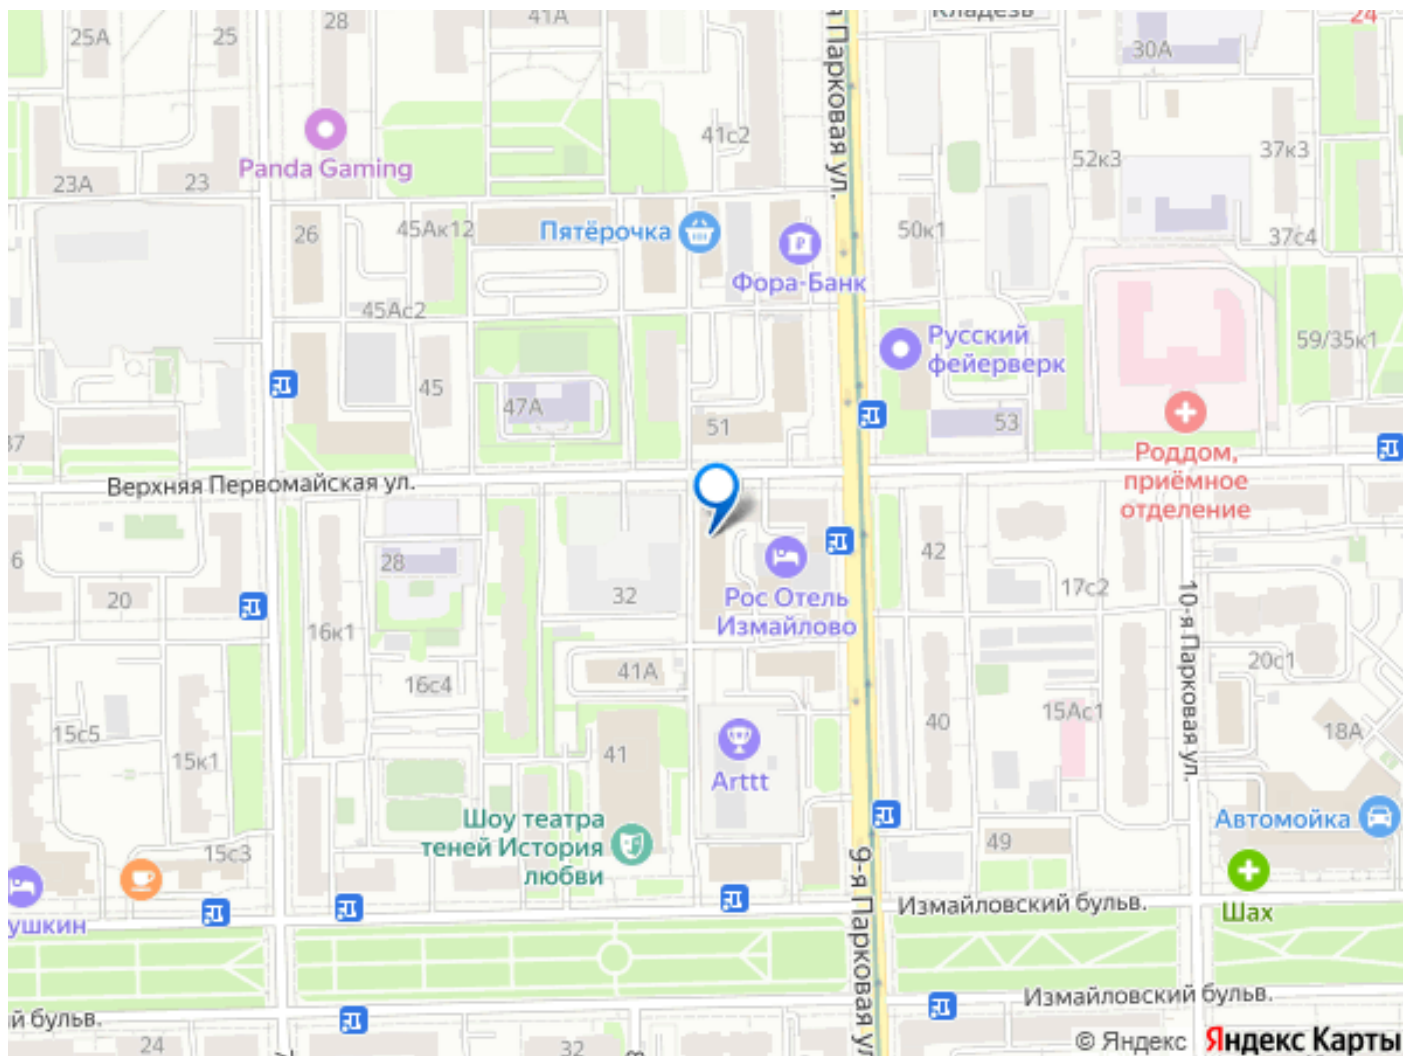 28
41А
Кладезь
24
25А
25
30А
Парковая ул.
41с2
Panda Gaming
52к3
37к3
23А
23
26
45Ак12
Пятёрочка
50к1
37с4
Фора-Банк
45Ас2
Русский
фейерверк
59/35к1
45
47А
51
53
37
Роддом,
приёмное
отделение
Верхняя Первомайская ул.
6
28
42
20
32
Рос Отель
Измайлово
17с2
10-я Парковая ул.
16к1
16с4
41А
20с1
15с5
15к1
41
40
15Ас1
18А
Arttt
Шоу театра
теней История
любви
Автомойка
15с3
49
9-я Парковая ул
ушкин
Измайловский бульв.
Шах
Измайловский бульв.
й бульв.
24
32
© Яндекс Яндекс Карты